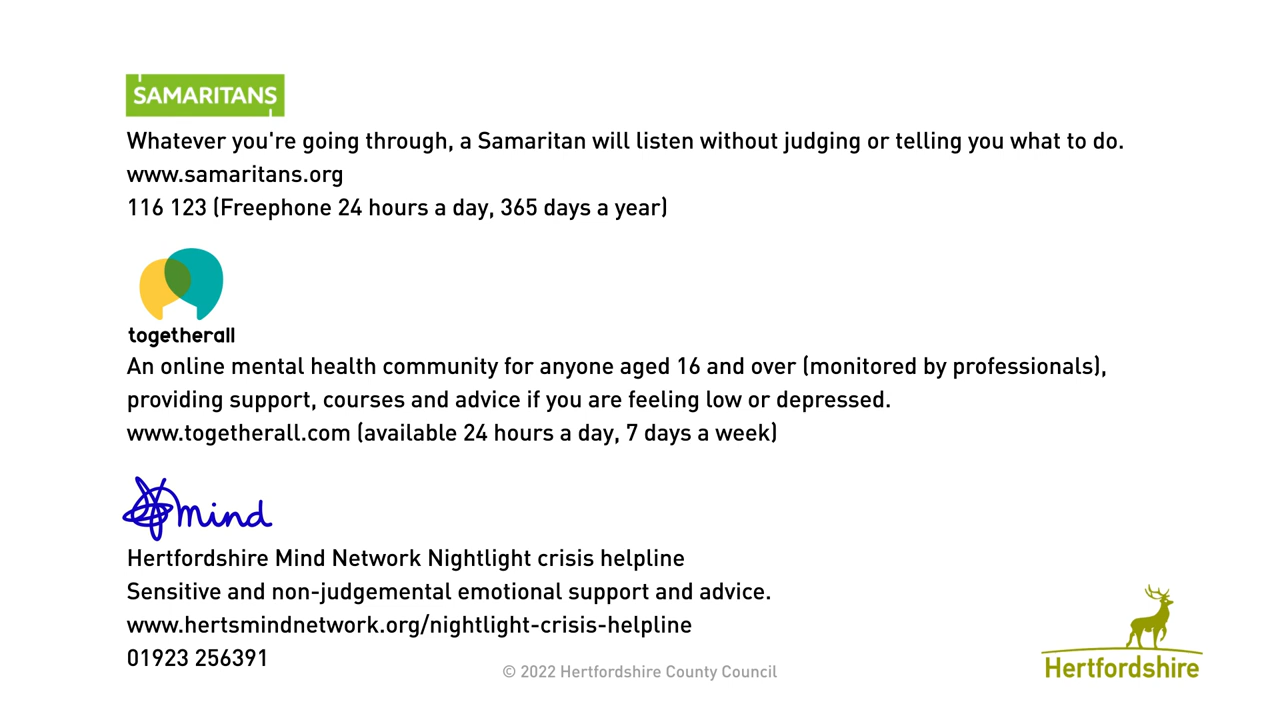 SAMARITANS
Whatever you're going through, a Samaritan will listen without judging or telling you what to do.
www.samaritans.org
116 123 (Freephone 24 hours a day, 365 days a year)
togetherall
An online mental health community for anyone aged 16 and over (monitored by professionals),
providing support, courses and advice if you are feeling low or depressed.
www.togetherall.com (available 24 hours a day, 7 days a week)
mind
Hertfordshire Mind Network Nightlight crisis helpline
Sensitive and non-judgemental emotional support and advice.
www.hertsmindnetwork.org/nightlight-crisis-helpline
01923 256391
© 2022 Hertfordshire County Council
Hertfordshire